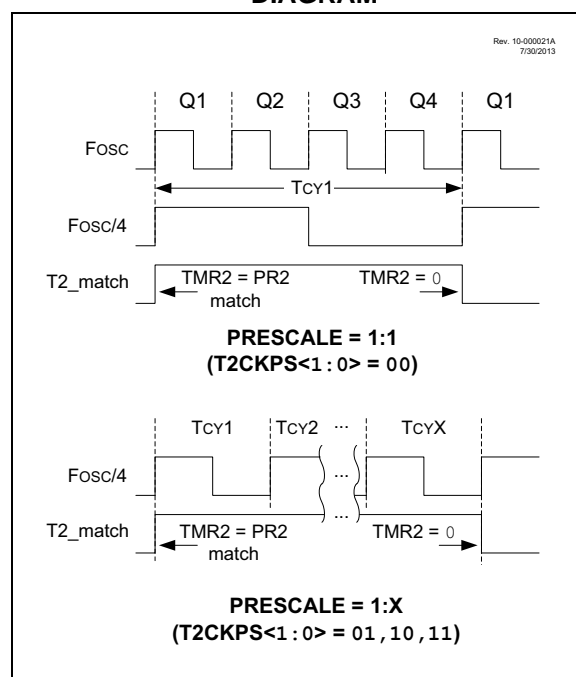 DIAGRAM
Rev. 10-000021A
7/30/2013
Q1 Q2 Q3 Q4 Q1
FOSC
TCY1
FOSC/4
T2_match
TMR2 = PR2 TMR2 = 0
match
PRESCALE = 1:1
(T2CKPS<1:0> = 00)
TCY1 TCY2 ... TCYX
FOSC/4
...
T2_match
...
TMR2 = PR2 TMR2 = 0
match
PRESCALE = 1:X
(T2CKPS<1:0> = 01,10,11)